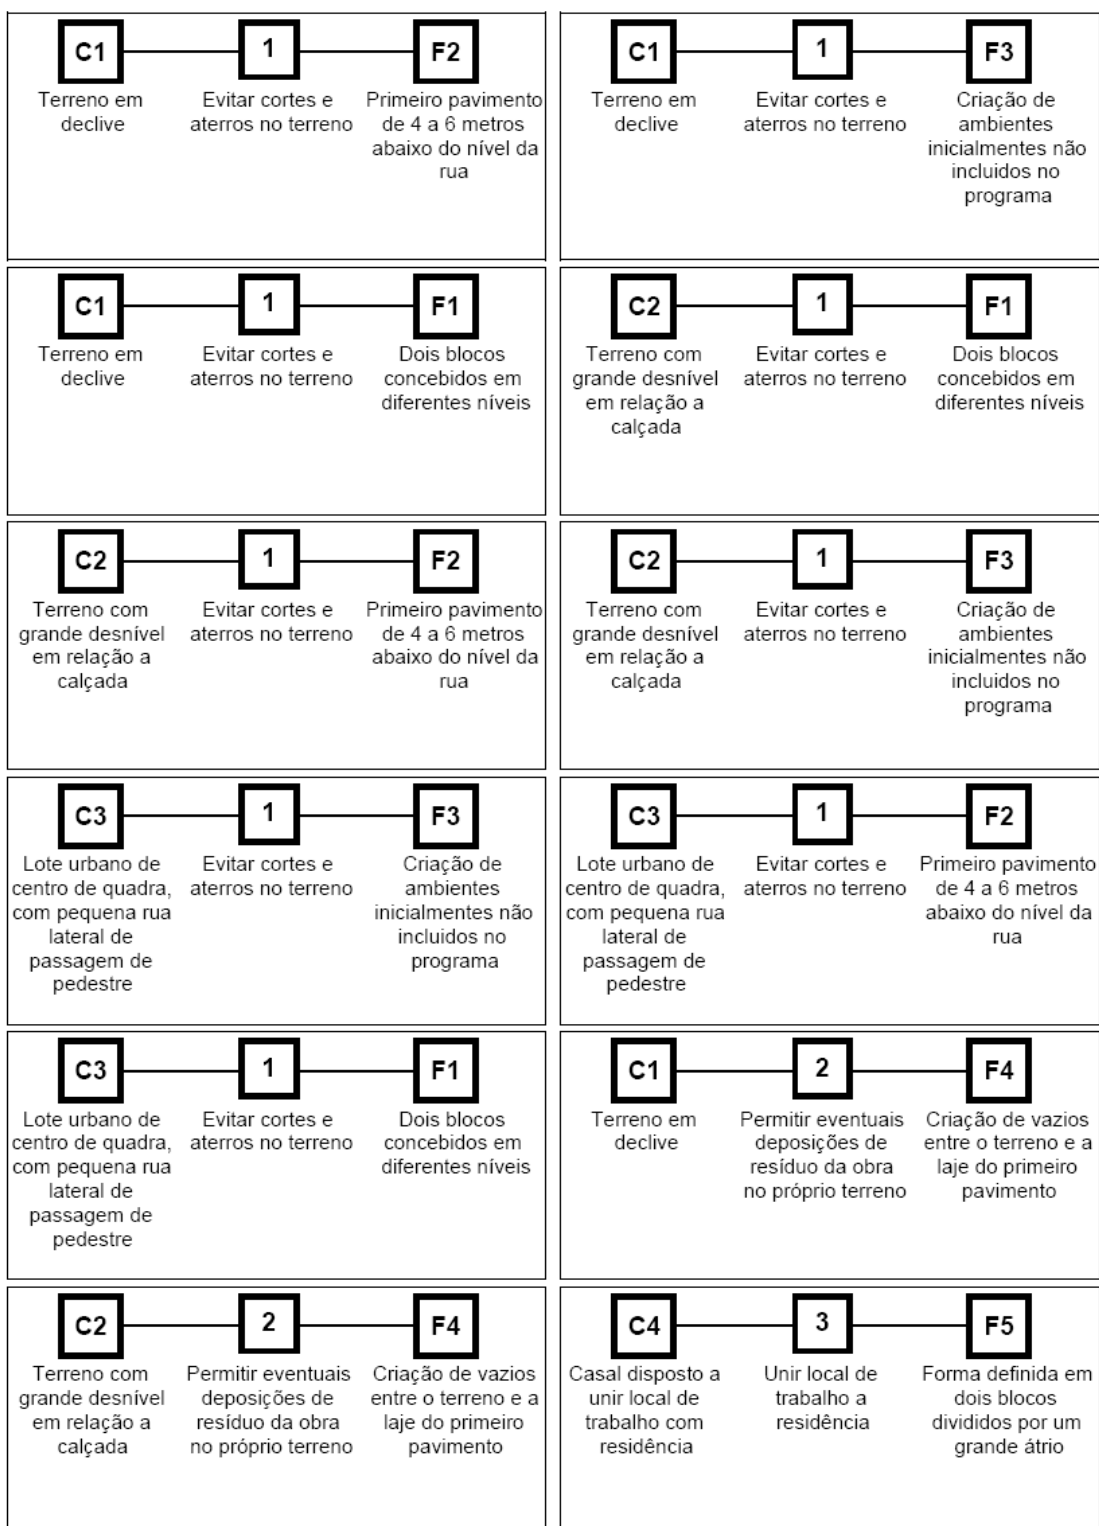 C1 1 F2
Terreno em declive
Evitar cortes e aterros no terreno
Primeiro pavimento de 4 a 6 metros abaixo do nível da rua
C1 1 F3
Terreno em declive
Evitar cortes e aterros no terreno
Criação de ambientes inicialmentes não incluidos no programa
C1 1 F1
Terreno em declive
Evitar cortes e aterros no terreno
Dois blocos concebidos em diferentes níveis
C2 1 F1
Terreno com grande desnível em relação a calçada
Evitar cortes e aterros no terreno
Dois blocos concebidos em diferentes níveis
C2 1 F2
Terreno com grande desnível em relação a calçada
Evitar cortes e aterros no terreno
Primeiro pavimento de 4 a 6 metros abaixo do nível da rua
C2 1 F3
Terreno com grande desnível em relação a calçada
Evitar cortes e aterros no terreno
Criação de ambientes inicialmentes não incluidos no programa
C3 1 F3
Lote urbano de centro de quadra, com pequena rua lateral de passagem de pedestre
Evitar cortes e aterros no terreno
Criação de ambientes inicialmentes não incluidos no programa
C3 1 F2
Lote urbano de centro de quadra, com pequena rua lateral de passagem de pedestre
Evitar cortes e aterros no terreno
Primeiro pavimento de 4 a 6 metros abaixo do nível da rua
C3 1 F1
Lote urbano de centro de quadra, com pequena rua lateral de passagem de pedestre
Evitar cortes e aterros no terreno
Dois blocos concebidos em diferentes níveis
C1 2 F4
Terreno em declive
Permitir eventuais deposições de resíduo da obra no próprio terreno
Criação de vazios entre o terreno e a laje do primeiro pavimento
C2 2 F4
Terreno com grande desnível em relação a calçada
Permitir eventuais deposições de resíduo da obra no próprio terreno
Criação de vazios entre o terreno e a laje do primeiro pavimento
C4 3 F5
Casal disposto a unir local de trabalho com residência
Unir local de trabalho a residência
Forma definida em dois blocos divididos por um grande átrio